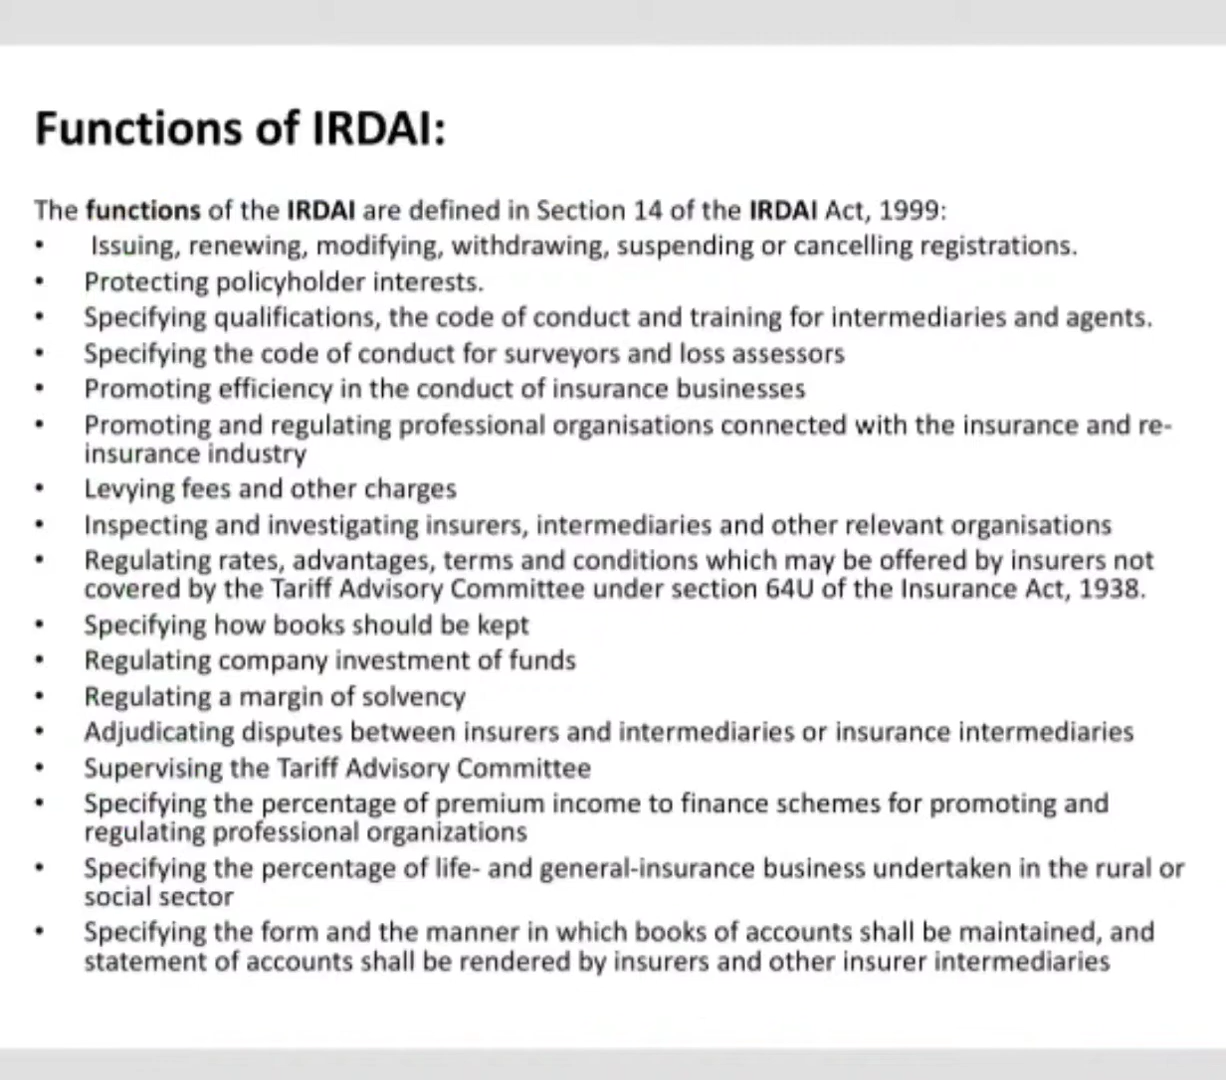 Functions of IRDAI:
The functions of the IRDAI are defined in Section 14 of the IRDAI Act, 1999:
• Issuing, renewing, modifying, withdrawing, suspending or cancelling registrations.
• Protecting policyholder interests.
• Specifying qualifications, the code of conduct and training for intermediaries and agents.
• Specifying the code of conduct for surveyors and loss assessors
• Promoting efficiency in the conduct of insurance businesses
• Promoting and regulating professional organisations connected with the insurance and re-
insurance industry
• Levying fees and other charges
• Inspecting and investigating insurers, intermediaries and other relevant organisations
• Regulating rates, advantages, terms and conditions which may be offered by insurers not
covered by the Tariff Advisory Committee under section 64U of the Insurance Act, 1938.
• Specifying how books should be kept
• Regulating company investment of funds
• Regulating a margin of solvency
• Adjudicating disputes between insurers and intermediaries or insurance intermediaries
• Supervising the Tariff Advisory Committee
• Specifying the percentage of premium income to finance schemes for promoting and
regulating professional organizations
• Specifying the percentage of life- and general-insurance business undertaken in the rural or
social sector
• Specifying the form and the manner in which books of accounts shall be maintained, and
statement of accounts shall be rendered by insurers and other insurer intermediaries